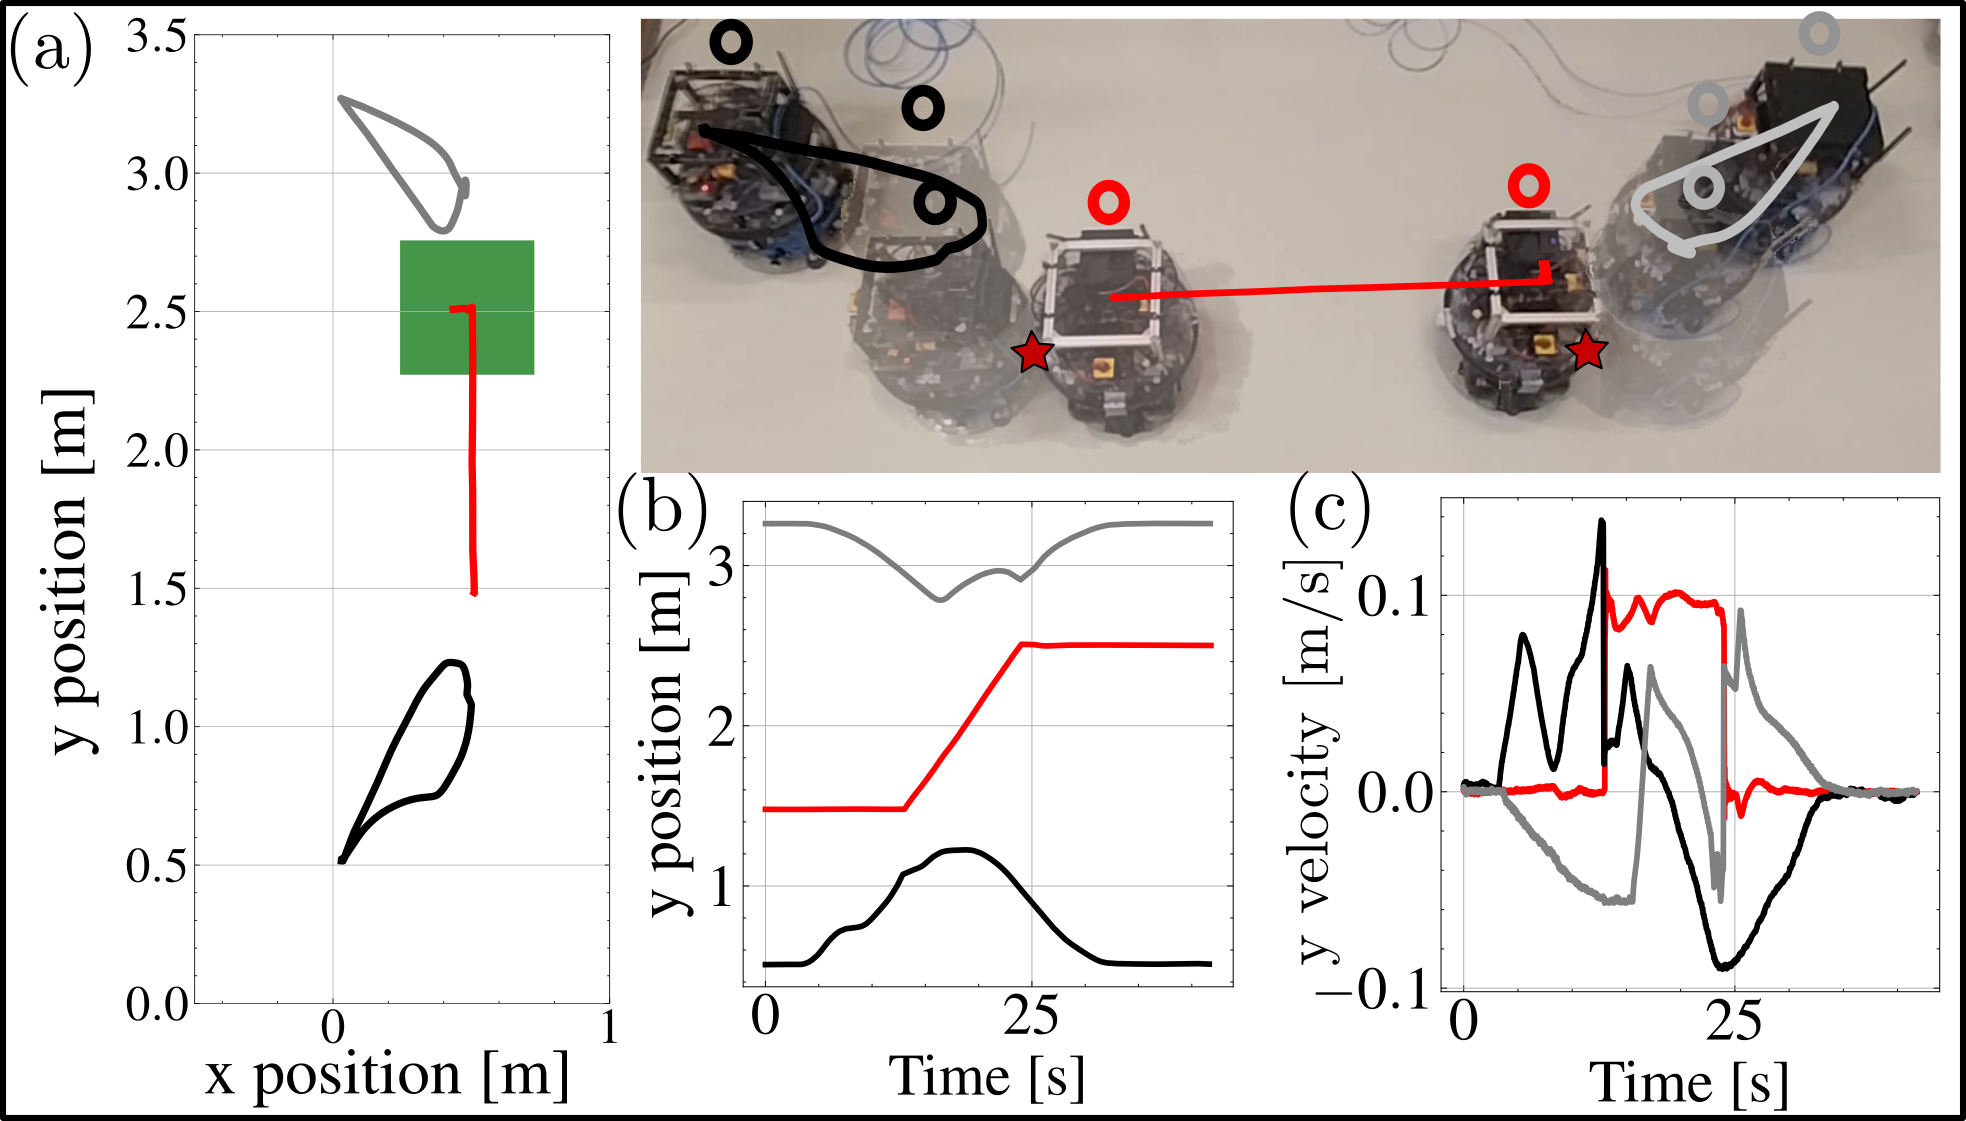 (a)
3.5
3.0
2.5
2.0
1.5
1.0
0.5
0.0
0 1
x position [m]
y position [m]
(b)
3
2
1
0 25
Time [s]
y position [m]
(c)
0.1
0.0
−0.1
0 25
Time [s]
y velocity [m/s]